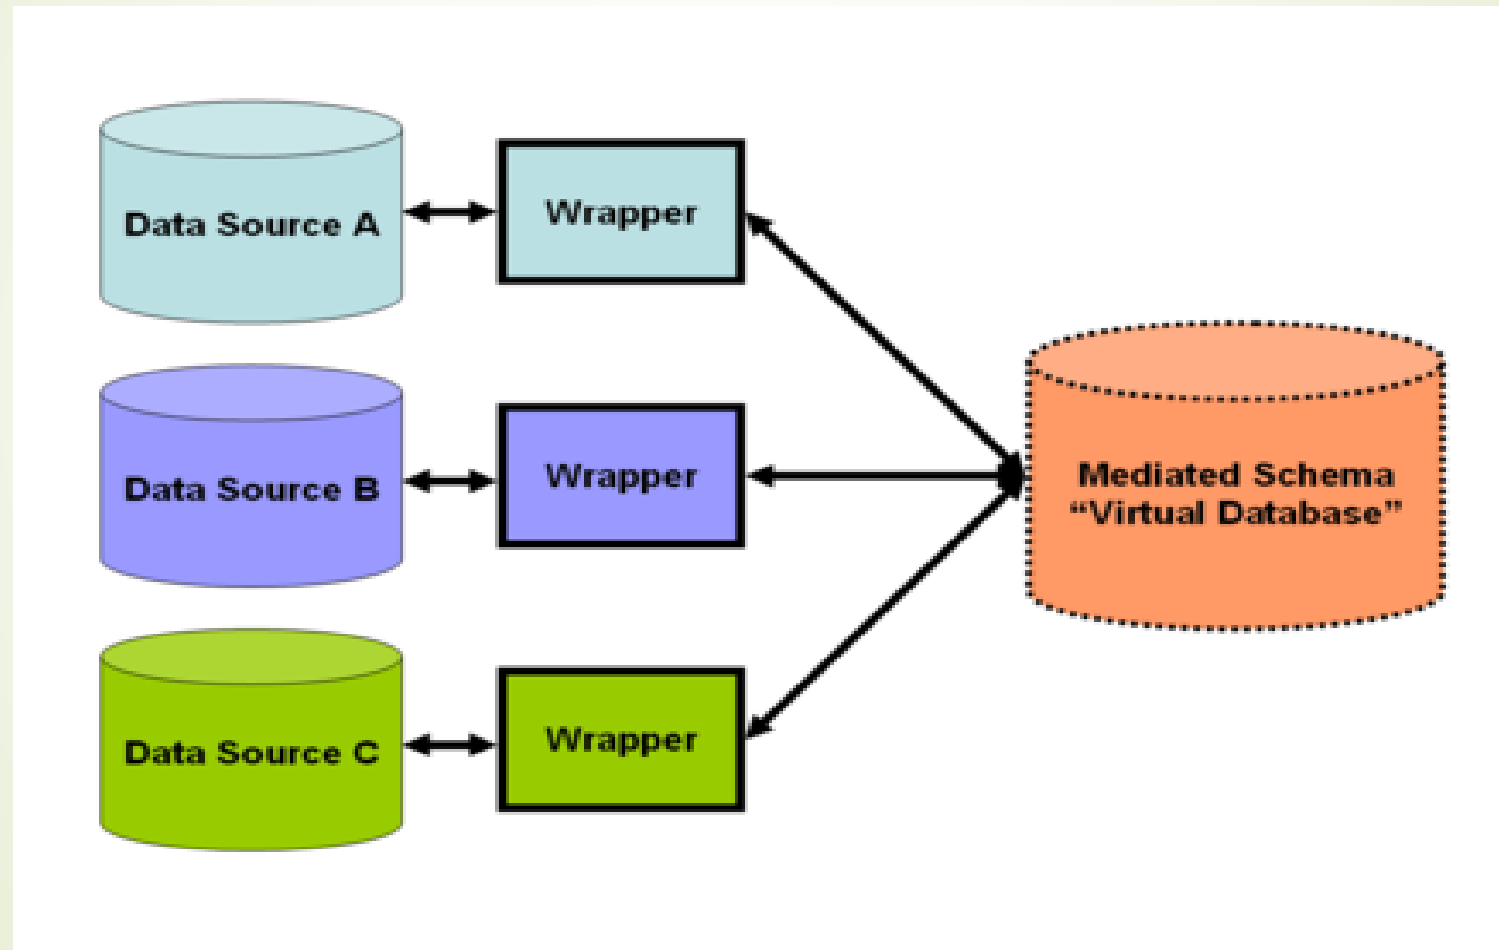 Data Source A
Wrapper
Data Source B
Wrapper
Mediated Schema
“Virtual Database”
Data Source C
Wrapper